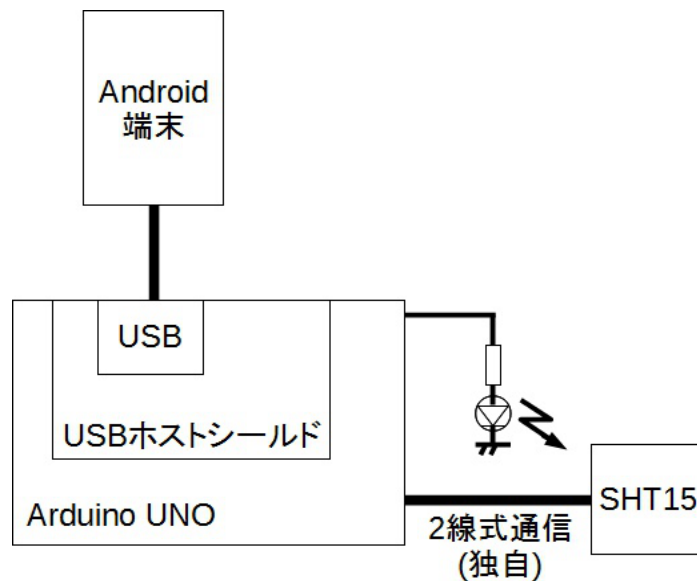 Android
端末
USB
USBホストシールド
Arduino UNO
SHT15
2線式通信
(独自)